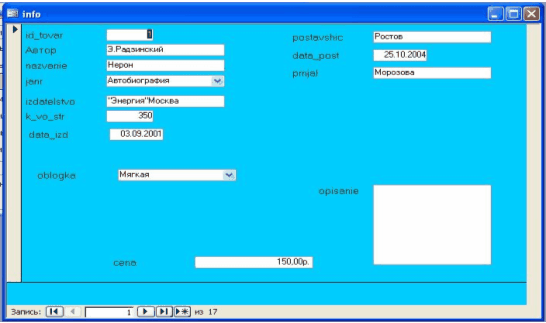 info
id_tovar 1
Автор Э.Радзинский
nazvanie Нерон
janr Автобиография
izdatelstvo "Энергия"Москва
k_vo_str 350
data_izd 03.09.2001
oblogka Мягкая
cena 150,00р.
postavshic Ростов
data_post 25.10.2004
prnjal Морозова
opisanie
Запись: 1 из 17